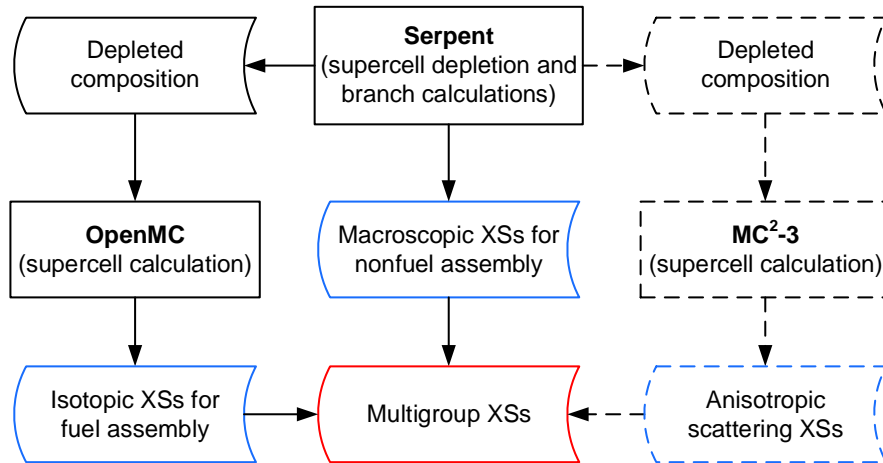 Depleted
composition
Serpent
(supercell depletion and
branch calculations)
Depleted
composition
OpenMC
(supercell calculation)
Macroscopic XSs for
nonfuel assembly
MC²-3
(supercell calculation)
Isotopic XSs for
fuel assembly
Multigroup XSs
Anisotropic
scattering XSs